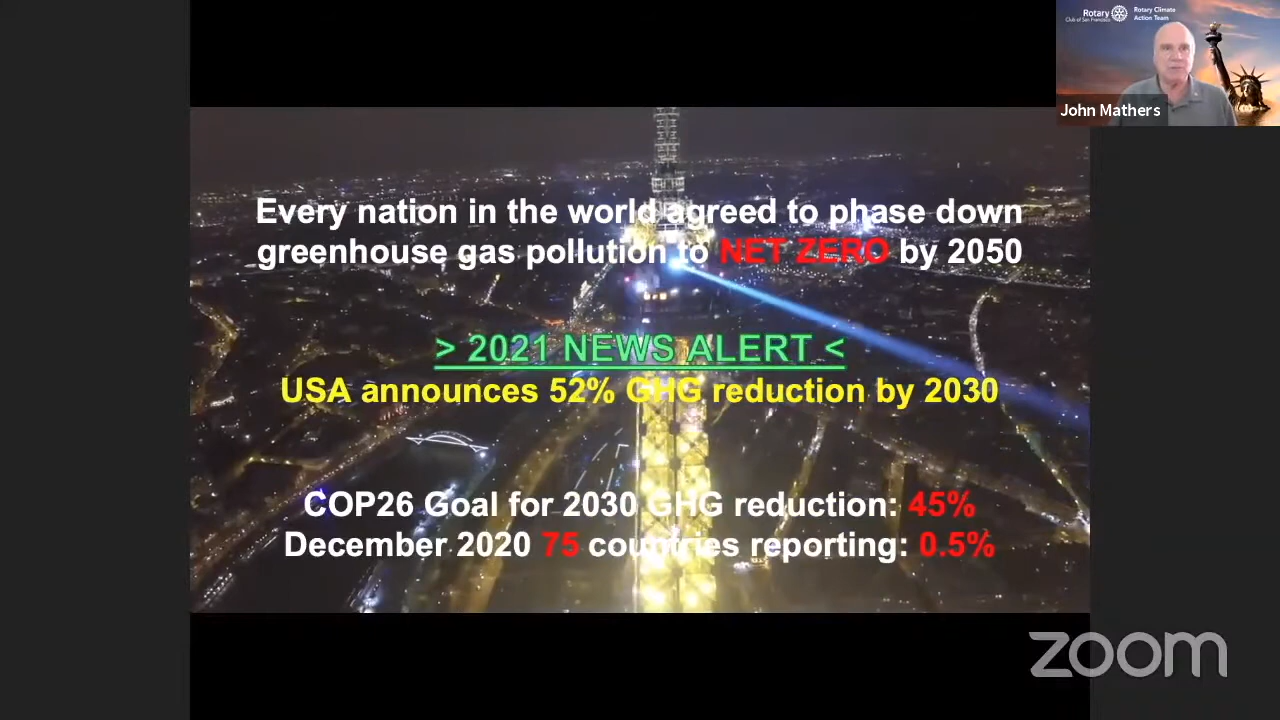 Rotary
Club of San Francisco
Rotary Climate
Action Team
John Mathers
Every nation in the world agreed to phase down
greenhouse gas pollution to NET ZERO by 2050
> 2021 NEWS ALERT <
USA announces 52% GHG reduction by 2030
COP26 Goal for 2030 GHG reduction: 45%
December 2020 75 countries reporting: 0.5%
zoom